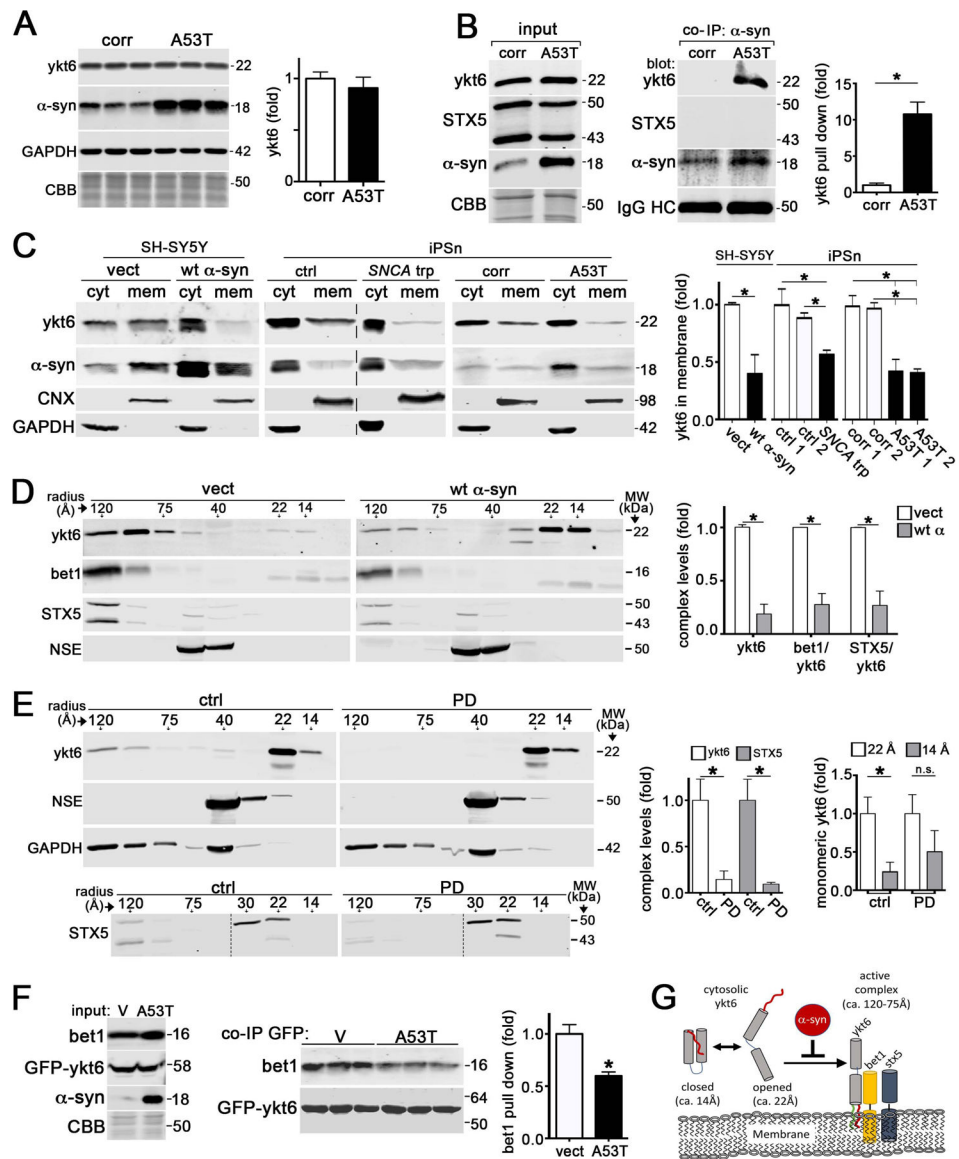 A
corr A53T
ykt6 -22
α-syn -18
GAPDH -42
CBB -50
ykt6 (fold)
1
0
corr
A53T
B
input
corr A53T
ykt6 -22
STX5 -50
-43
α-syn -18
CBB -50
co-IP: α-syn
corr A53T
blot:
ykt6 -22
STX5 -50
-43
α-syn -18
IgG HC -50
ykt6 pull down (fold)
15
10
5
0
*
corr
A53T
C
SH-SY5Y iPSn
vect wt α-syn ctrl SNCA trp corr A53T
cyt mem cyt mem cyt mem cyt mem cyt mem cyt mem
ykt6 -22
α-syn -18
CNX -98
GAPDH -42
SH-SY5Y iPSn
ykt6 in membrane (fold)
1.0
0.5
0.0
* * * * *
vect
wt α-syn
ctrl 1
ctrl 2
SNCA trp
corr 1
corr 2
A53T 1
A53T 2
D
vect wt α-syn
radius (Å) 120 75 40 22 14 120 75 40 22 14 MW (kDa)
ykt6 -22
bet1 -16
STX5 -50
-43
NSE -50
complex levels (fold)
1.0
0.5
0.0
* * *
vect
wt α
ykt6 bet1/ykt6 STX5/ykt6
E
ctrl PD
radius (Å) 120 75 40 22 14 120 75 40 22 14 MW (kDa)
ykt6 -22
NSE -50
GAPDH -42
ctrl PD
radius (Å) 120 75 30 22 14 120 75 30 22 14 MW (kDa)
STX5 -50
-43
ykt6 STX5
complex levels (fold)
1.0
0.5
0.0
* *
ctrl
PD
ctrl
PD
22 Å 14 Å
monomeric ykt6 (fold)
1.5
1.0
0.5
0.0
* n.s.
ctrl PD
F
input: V A53T
bet1 -16
GFP-ykt6 -58
α-syn -18
CBB -50
co-IP GFP: V A53T
bet1 -16
GFP-ykt6 -64
-50
bet1 pull down (fold)
1.0
0.5
0.0
*
vect A53T
G
cytosolic ykt6
α-syn
active complex (ca. 120-75Å)
ykt6
bet1
stx5
closed (ca. 14Å)
opened (ca. 22Å)
Membrane